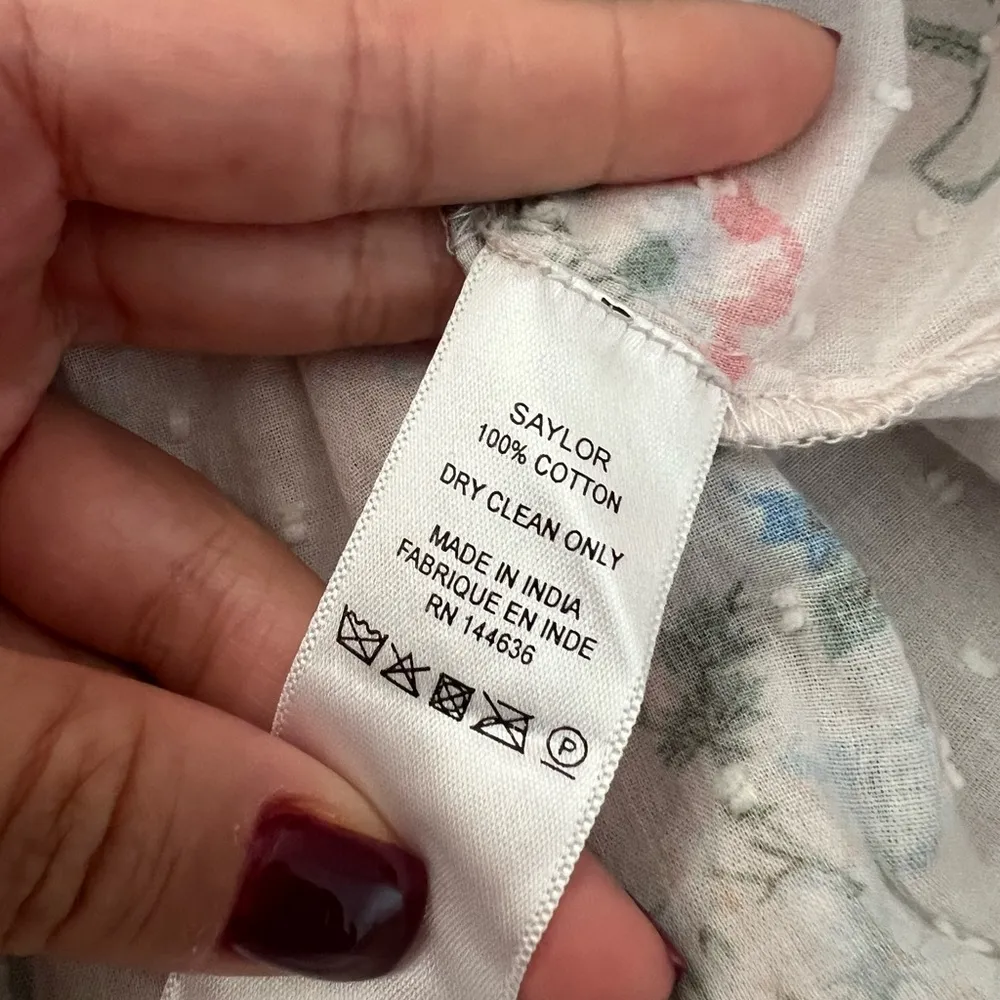 SAYLOR
100% COTTON
DRY CLEAN ONLY
MADE IN INDIA
FABRIQUE EN INDE
RN 144636
P